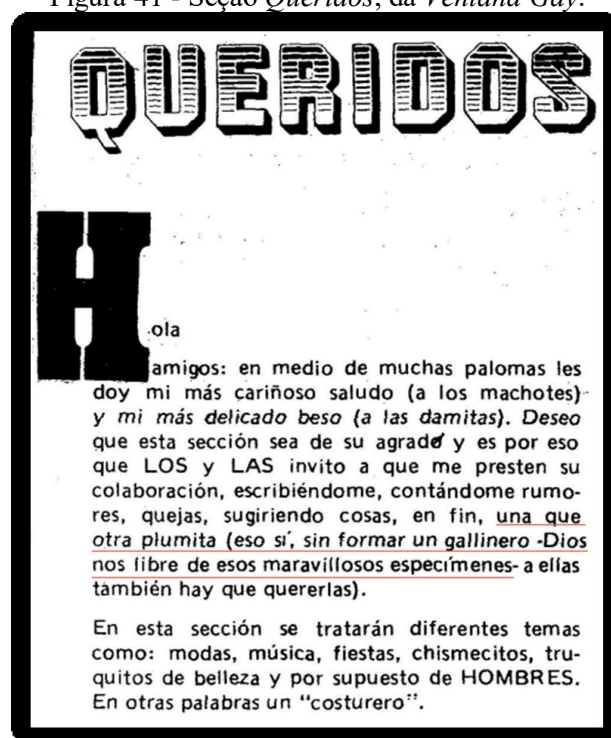 Figura 41 - Seção Queridos, da Ventana Gay.
QUERIDOS
Hola
amigos: en medio de muchas palomas les
doy mi más cariñoso saludo (a los machotes)
y mi más delicado beso (a las damitas). Deseo
que esta sección sea de su agrado y es por eso
que LOS y LAS invito a que me presten su
colaboración, escribiéndome, contándome rumo-
res, quejas, sugiriendo cosas, en fin, una que
otra plumita (eso sí, sin formar un gallinero -Dios
nos libre de esos maravillosos especímenes- a ellas
también hay que quererlas).
En esta sección se tratarán diferentes temas
como: modas, música, fiestas, chismecitos, tru-
quitos de belleza y por supuesto de HOMBRES.
En otras palabras un "costurero".